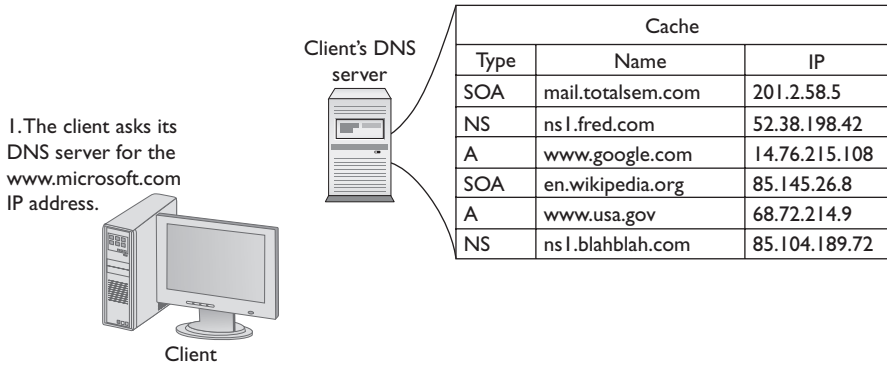 1. The client asks its
DNS server for the
www.microsoft.com
IP address.
Client
Client's DNS
server
Cache
Type Name IP
SOA mail.totalsem.com 201.2.58.5
NS ns1.fred.com 52.38.198.42
A www.google.com 14.76.215.108
SOA en.wikipedia.org 85.145.26.8
A www.usa.gov 68.72.214.9
NS ns1.blahblah.com 85.104.189.72